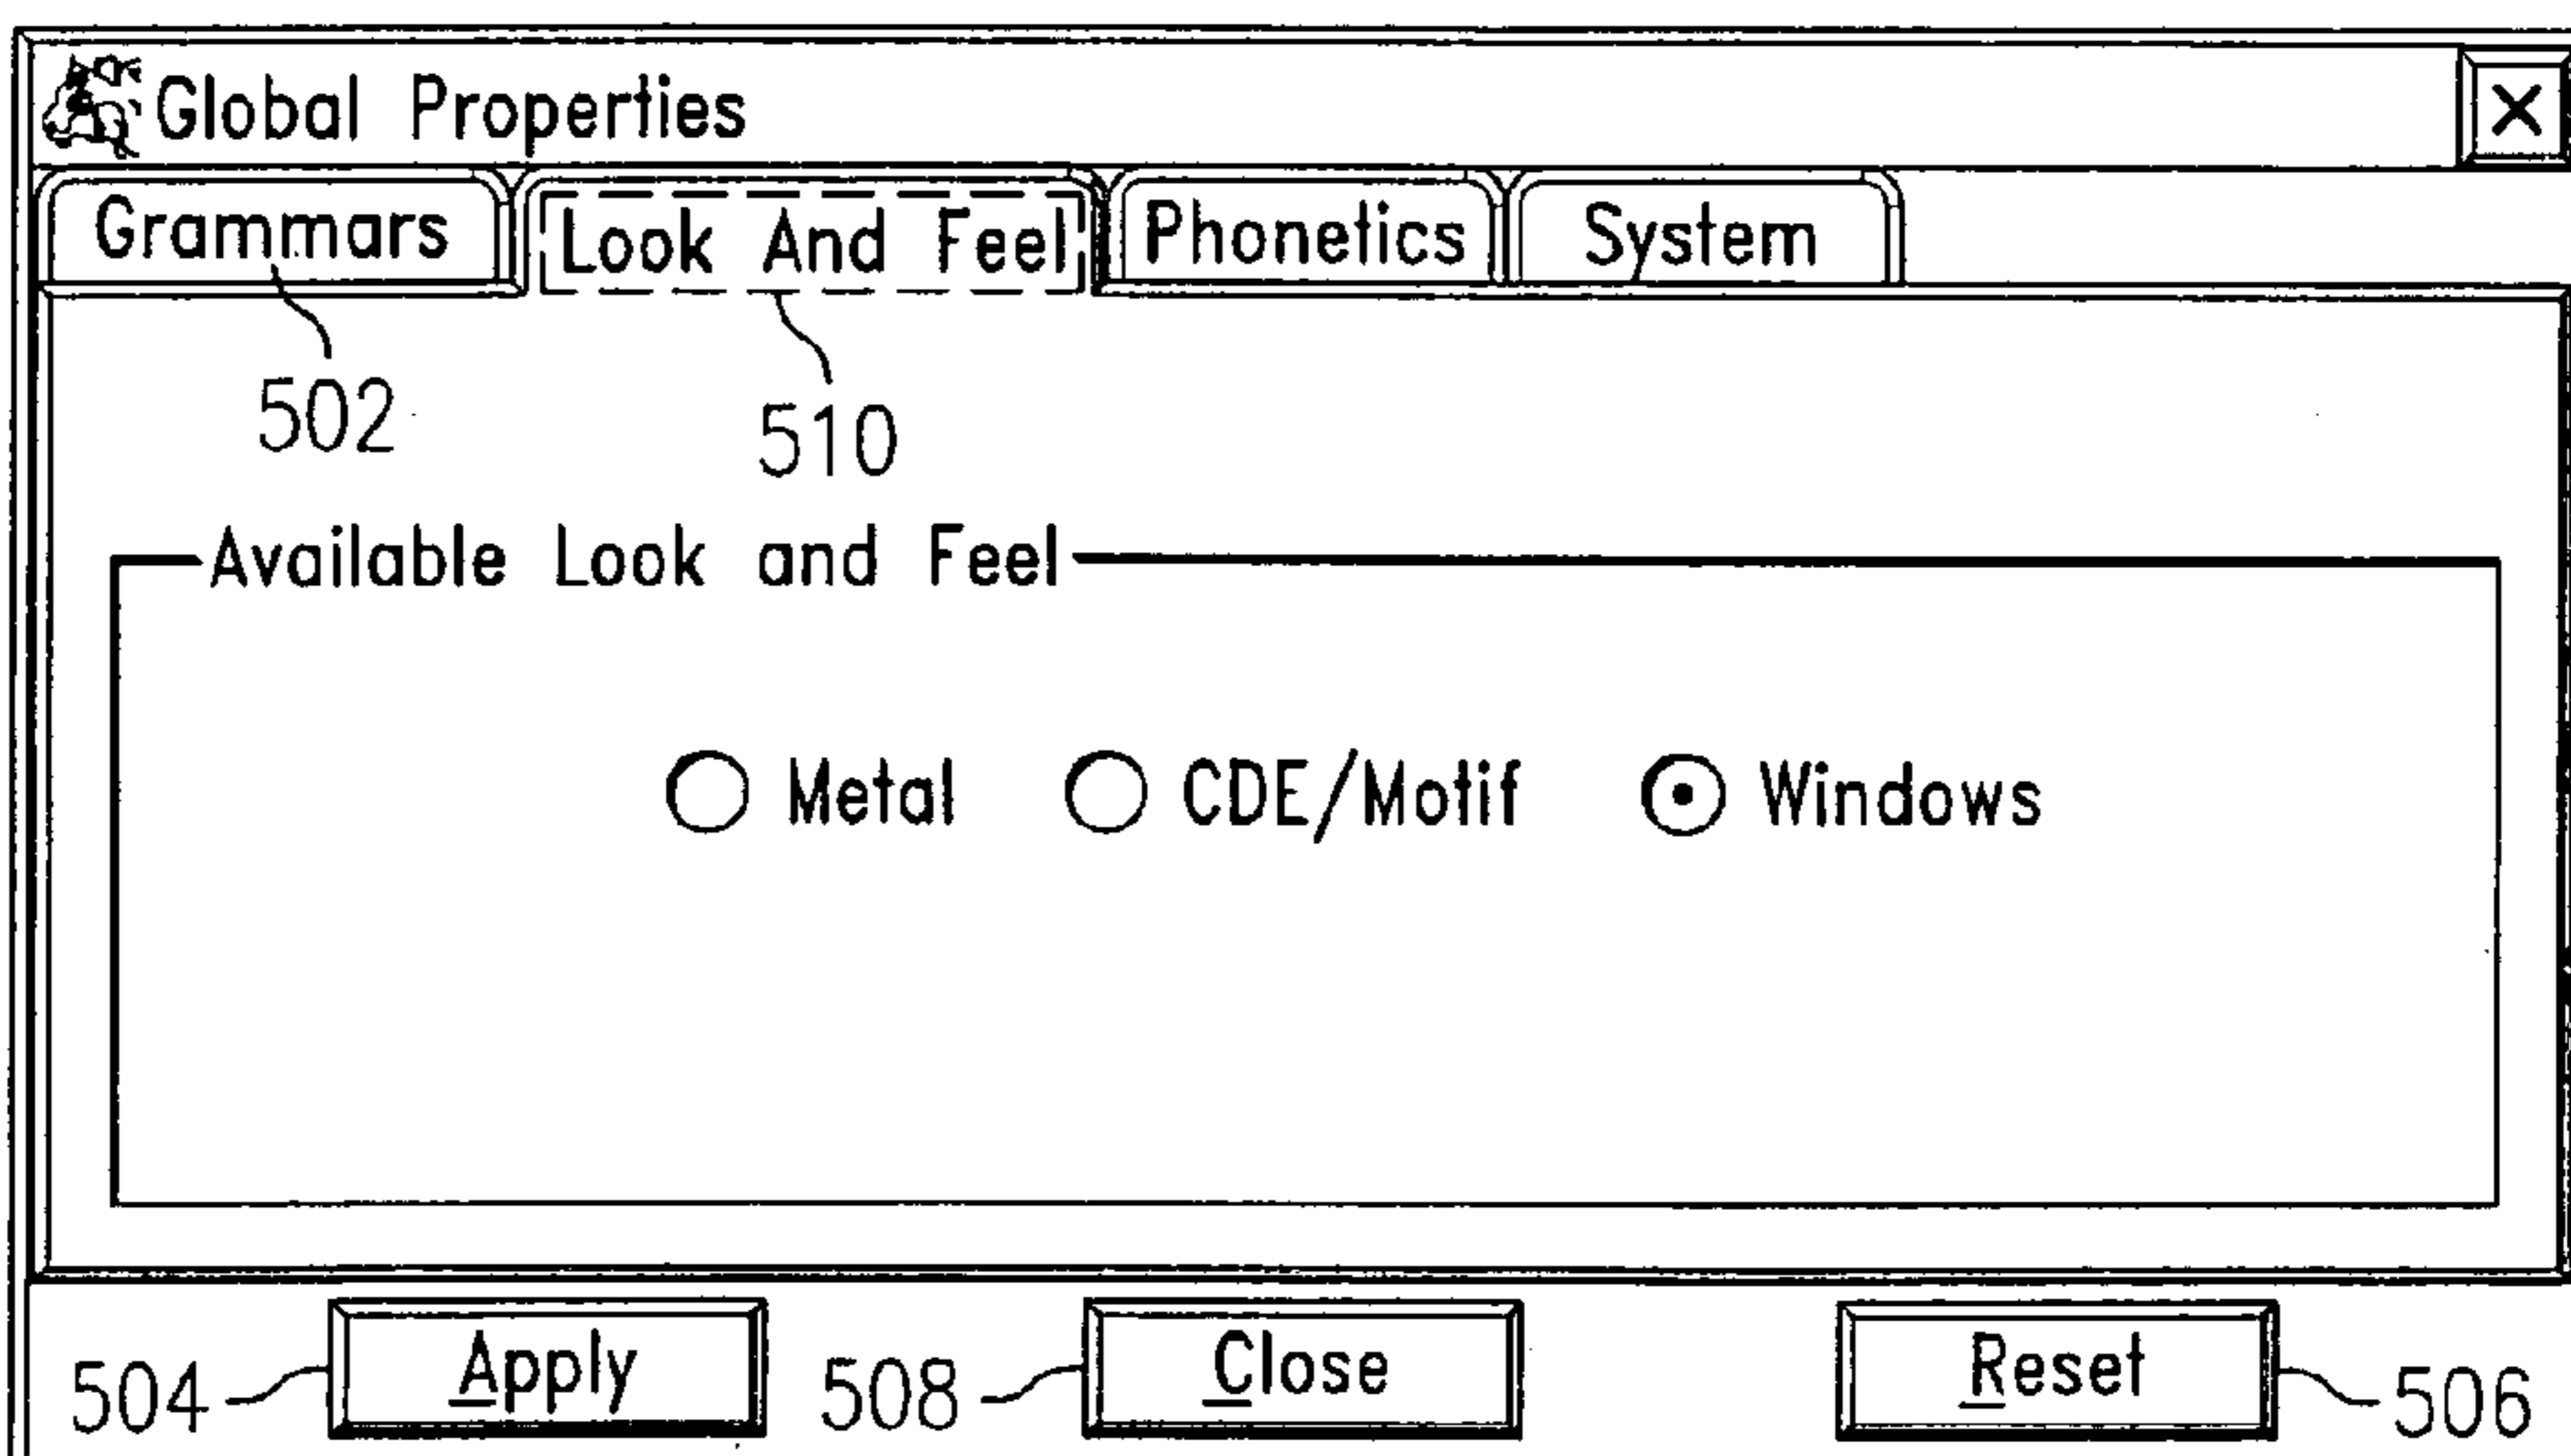 Global Properties
Grammars Look And Feel Phonetics System
502 510
Available Look and Feel
Metal CDE/Motif Windows
504 Apply 508 Close Reset 506